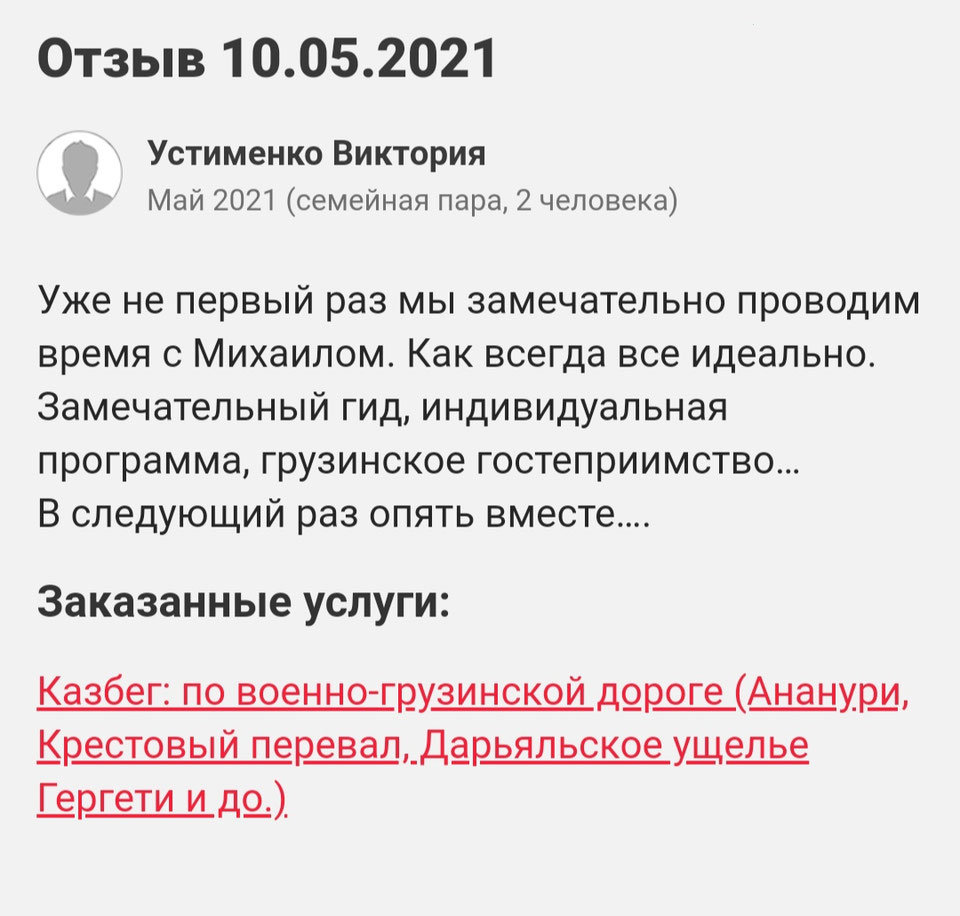 Отзыв 10.05.2021
Устименко Виктория
Май 2021 (семейная пара, 2 человека)
Уже не первый раз мы замечательно проводим
время с Михаилом. Как всегда все идеально.
Замечательный гид, индивидуальная
программа, грузинское гостеприимство...
В следующий раз опять вместе....
Заказанные услуги:
Казбег: по военно-грузинской дороге (Ананури,
Крестовый перевал, Дарьяльское ущелье
Гергети и до.)